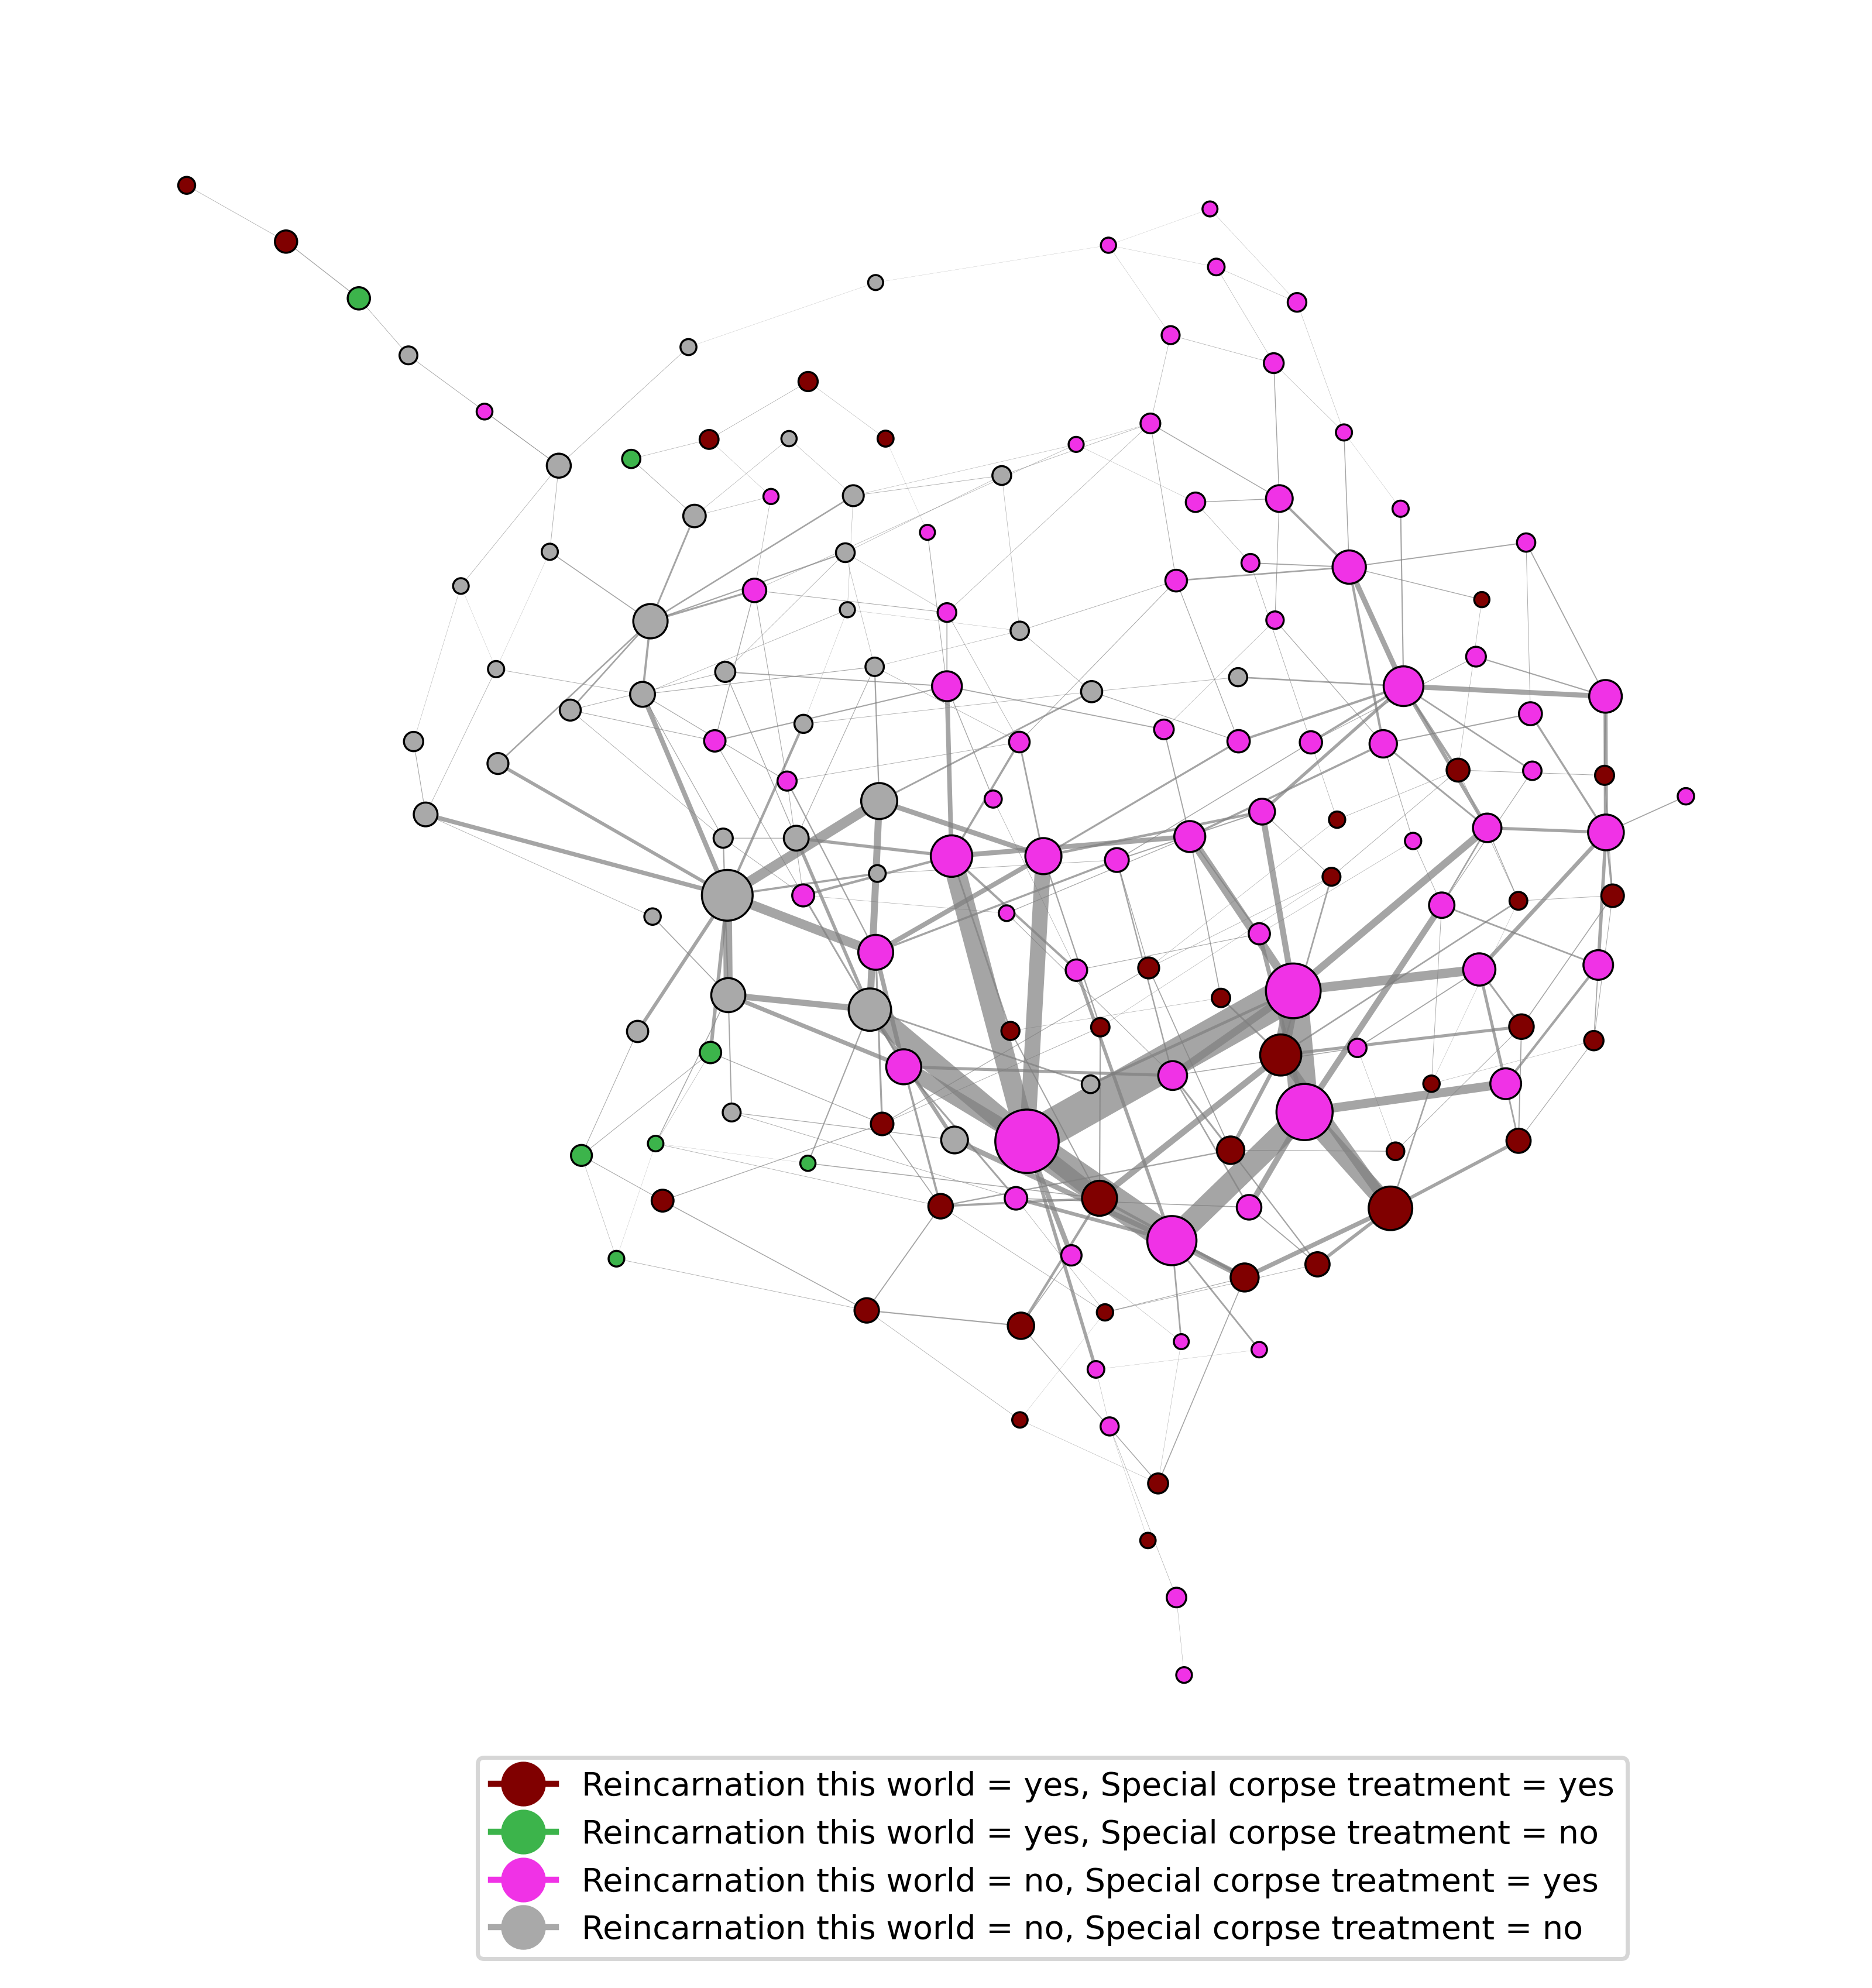 Reincarnation this world = yes, Special corpse treatment = yes
Reincarnation this world = yes, Special corpse treatment = no
Reincarnation this world = no, Special corpse treatment = yes
Reincarnation this world = no, Special corpse treatment = no